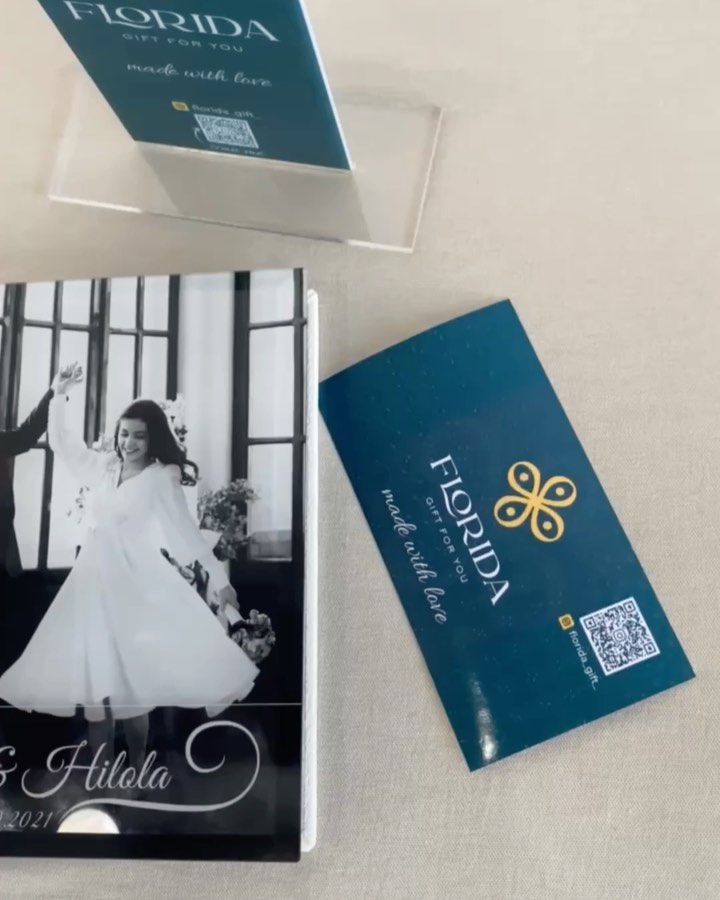 FLORIDA
GIFT FOR YOU
made with love
florida_gift_
FLORIDA
GIFT FOR YOU
made with love
florida_gift_
& Hilola
.2021